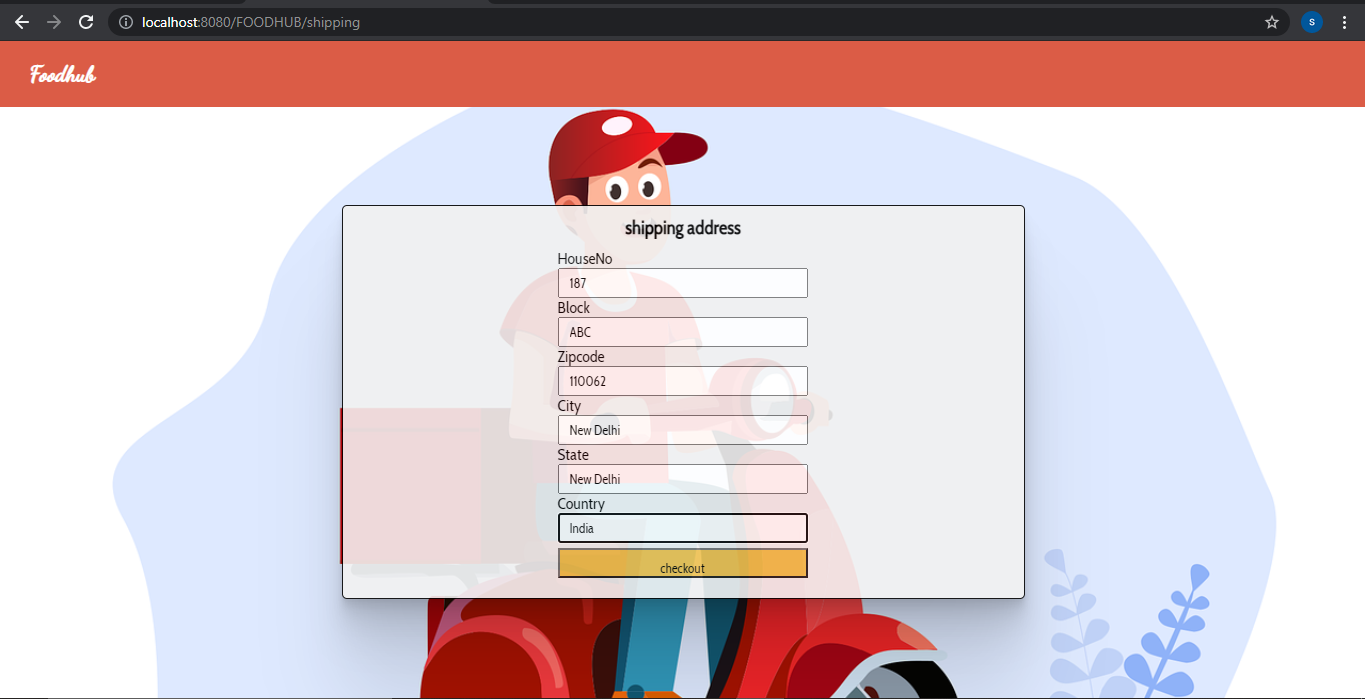 localhost:8080/FOODHUB/shipping
S
Foodhub
shipping address
HouseNo
187
Block
ABC
Zipcode
110062
City
New Delhi
State
New Delhi
Country
India
checkout